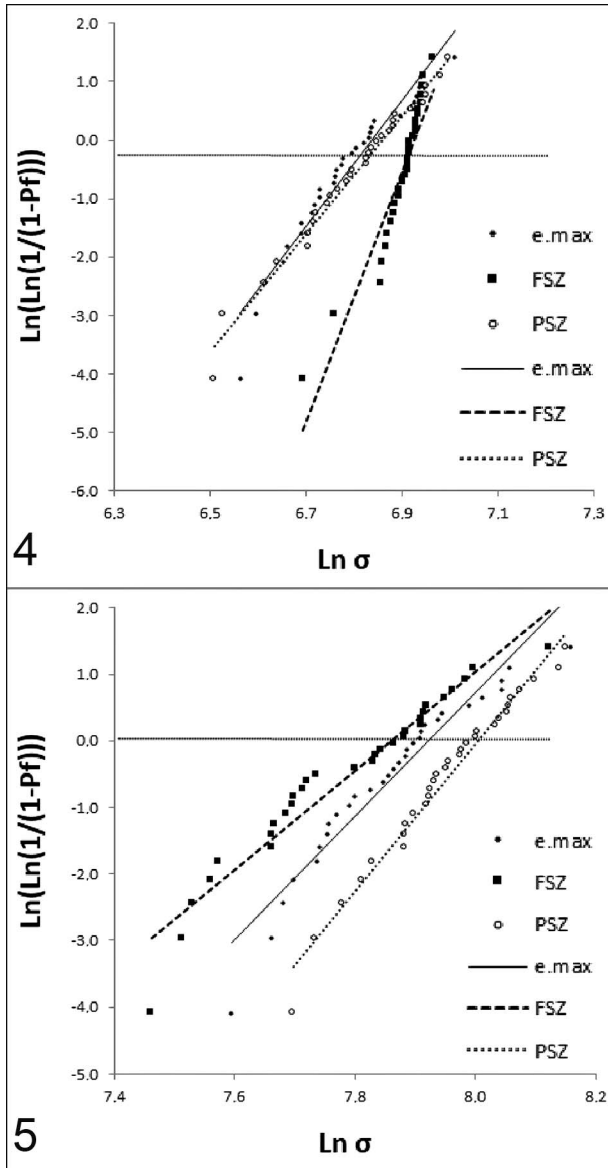 2.0
1.0
0.0
-1.0
-2.0
-3.0
-4.0
-5.0
-6.0
Ln(Ln(1/(1-Pf)))
e.max
FSZ
PSZ
e.max
FSZ
PSZ
6,3 6,5 6,7 6,9 7,1 7,3
Ln σ
4
2.0
1.0
0.0
-1.0
-2.0
-3.0
-4.0
-5.0
Ln(Ln(1/(1-Pf)))
e.max
FSZ
PSZ
e.max
FSZ
PSZ
7.4 7.6 7.8 8.0 8.2
Ln σ
5